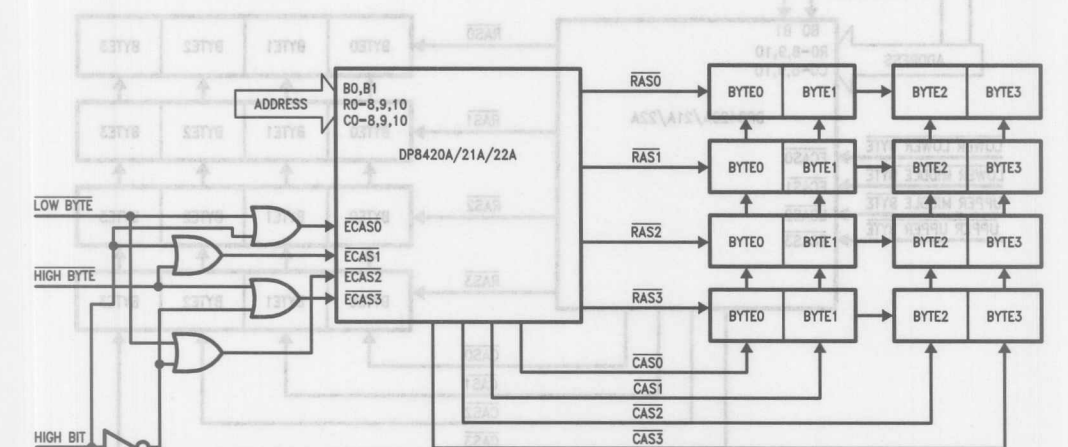 B0,B1
ADDRESS
R0-8,9,10
C0-8,9,10
DP8420A/21A/22A
LOW BYTE
HIGH BYTE
HIGH BIT
ECAS0
ECAS1
ECAS2
ECAS3
RAS0
RAS1
RAS2
RAS3
BYTE0 BYTE1 BYTE2 BYTE3
BYTE0 BYTE1 BYTE2 BYTE3
BYTE0 BYTE1 BYTE2 BYTE3
BYTE0 BYTE1 BYTE2 BYTE3
CAS0
CAS1
CAS2
CAS3